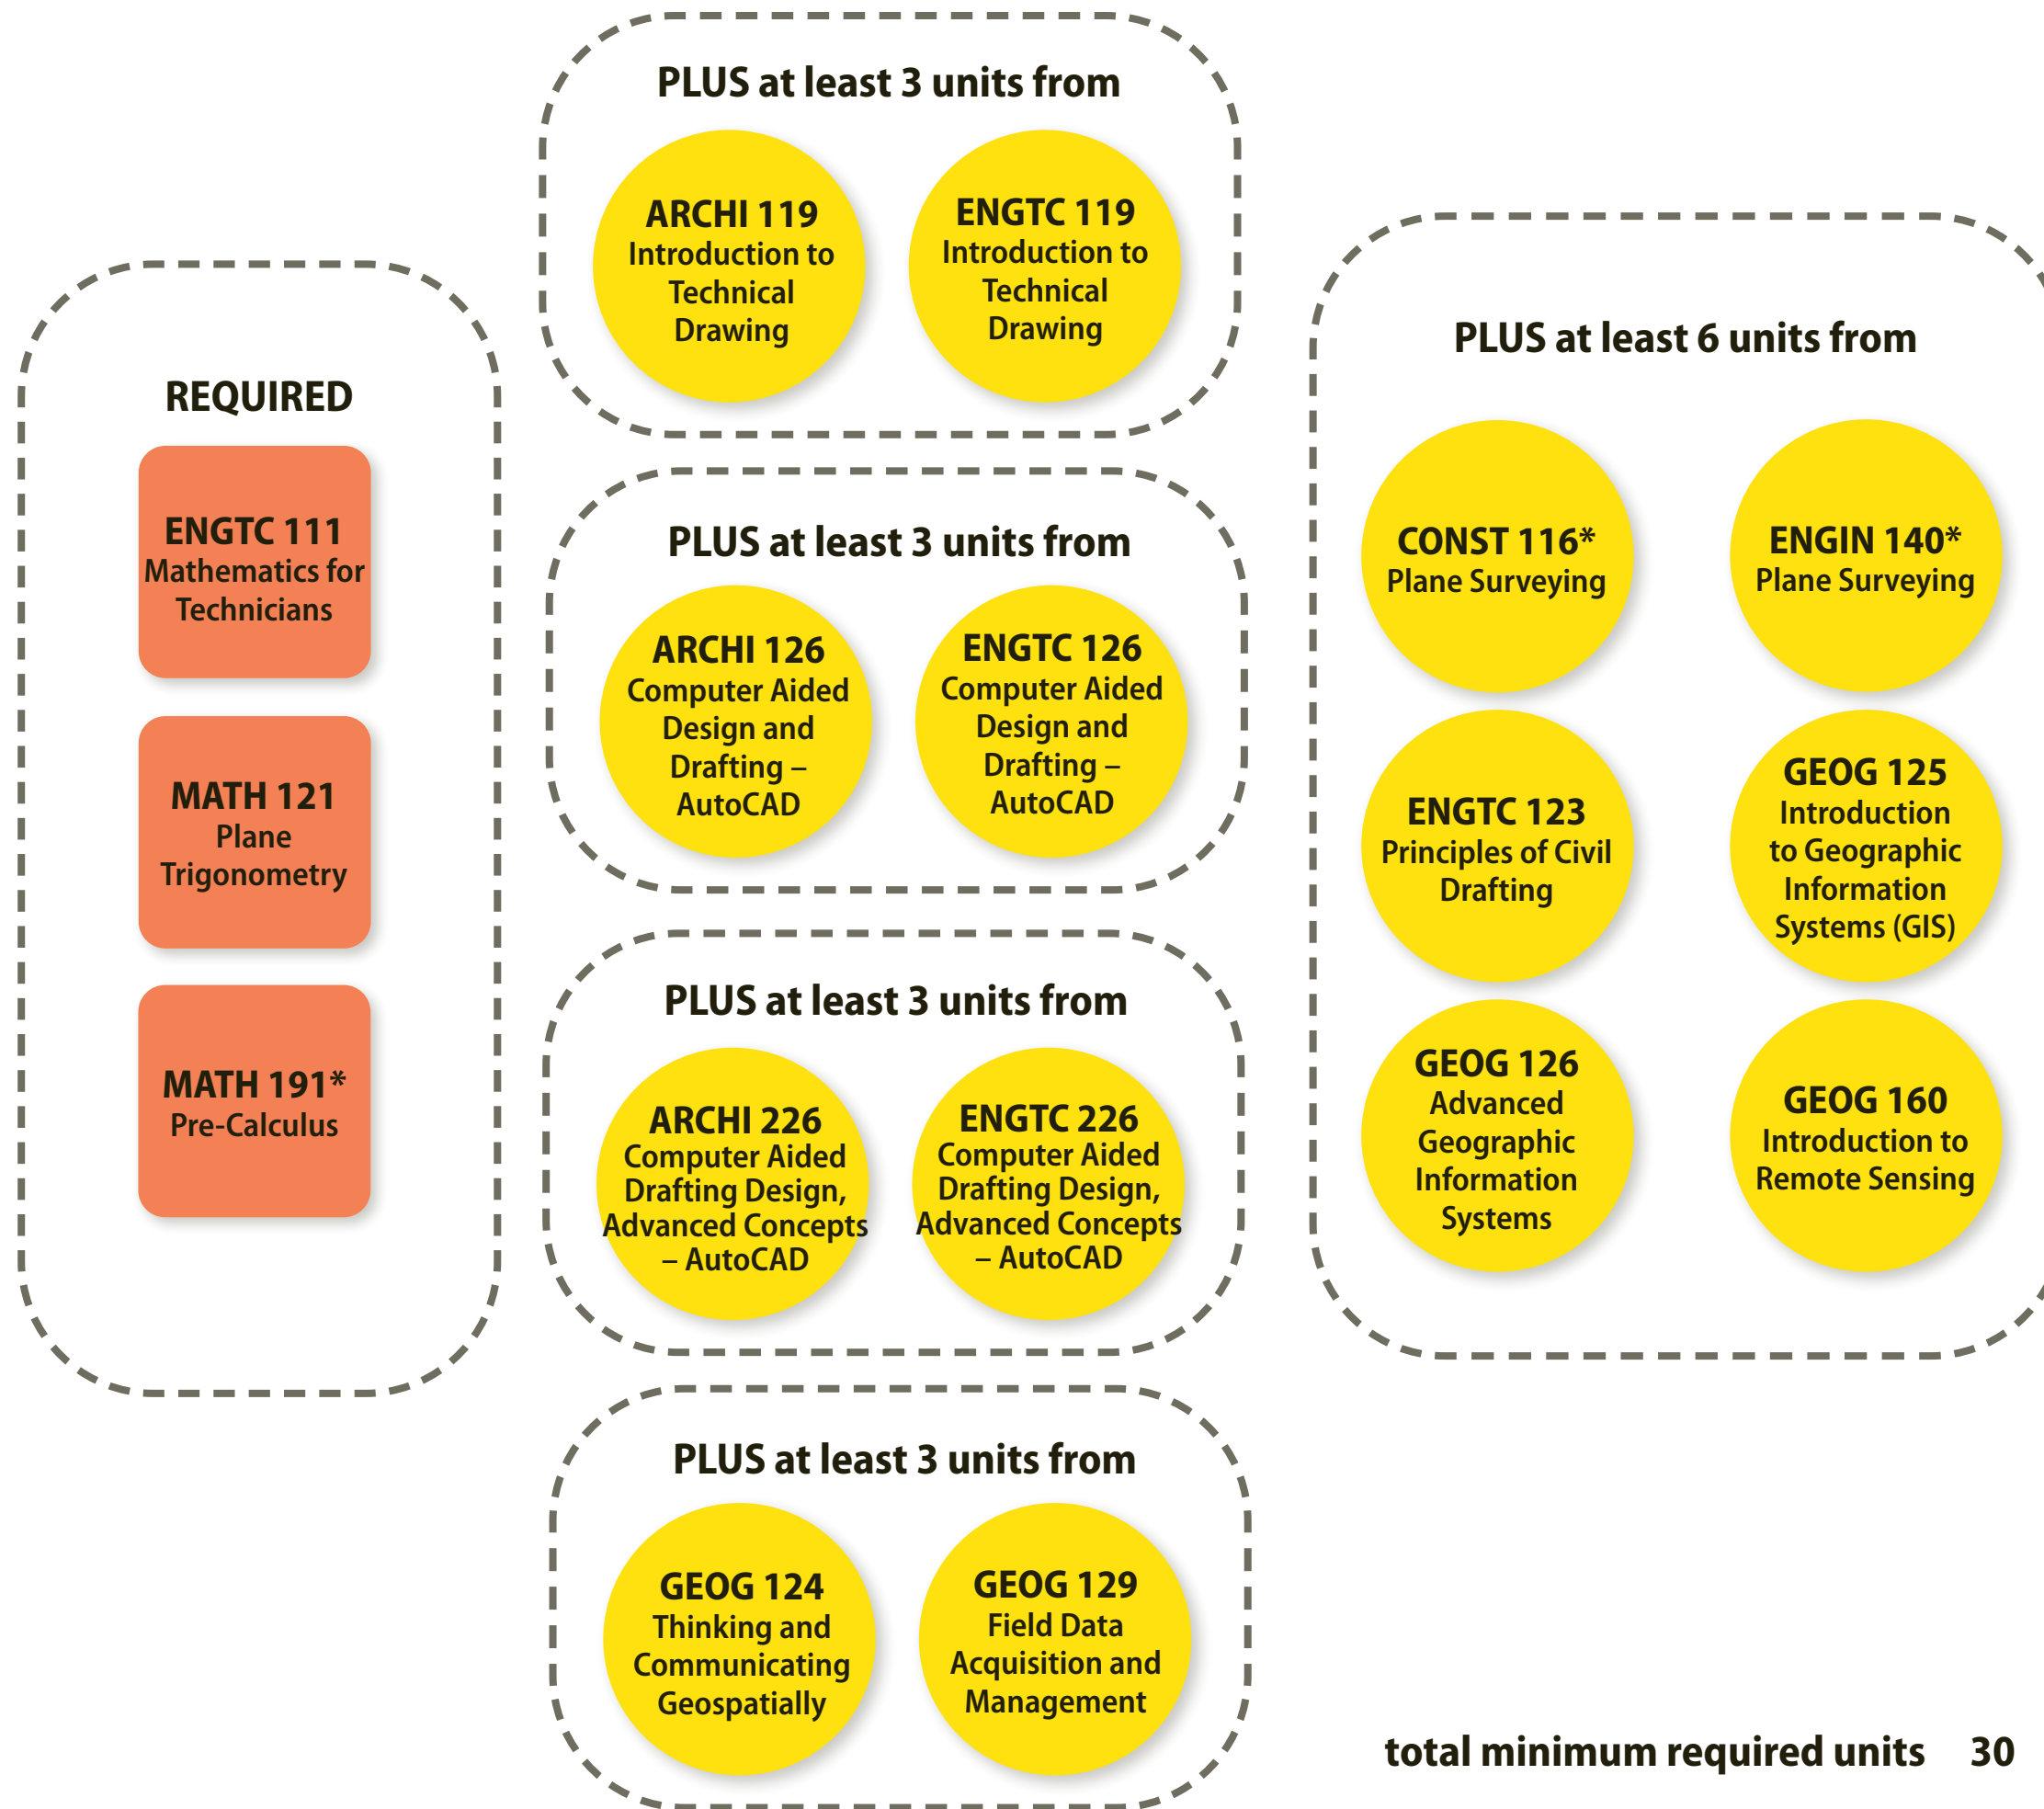 REQUIRED
ENGTC 111
Mathematics for
Technicians
MATH 121
Plane
Trigonometry
MATH 191*
Pre-Calculus
PLUS at least 3 units from
ARCHI 119
Introduction to
Technical
Drawing
ENGTC 119
Introduction to
Technical
Drawing
PLUS at least 3 units from
ARCHI 126
Computer Aided
Design and
Drafting –
AutoCAD
ENGTC 126
Computer Aided
Design and
Drafting –
AutoCAD
PLUS at least 3 units from
ARCHI 226
Computer Aided
Drafting Design,
Advanced Concepts
– AutoCAD
ENGTC 226
Computer Aided
Drafting Design,
Advanced Concepts
– AutoCAD
PLUS at least 3 units from
GEOG 124
Thinking and
Communicating
Geospatially
GEOG 129
Field Data
Acquisition and
Management
PLUS at least 6 units from
CONST 116*
Plane Surveying
ENGIN 140*
Plane Surveying
ENGTC 123
Principles of Civil
Drafting
GEOG 125
Introduction
to Geographic
Information
Systems (GIS)
GEOG 126
Advanced
Geographic
Information
Systems
GEOG 160
Introduction to
Remote Sensing
total minimum required units 30